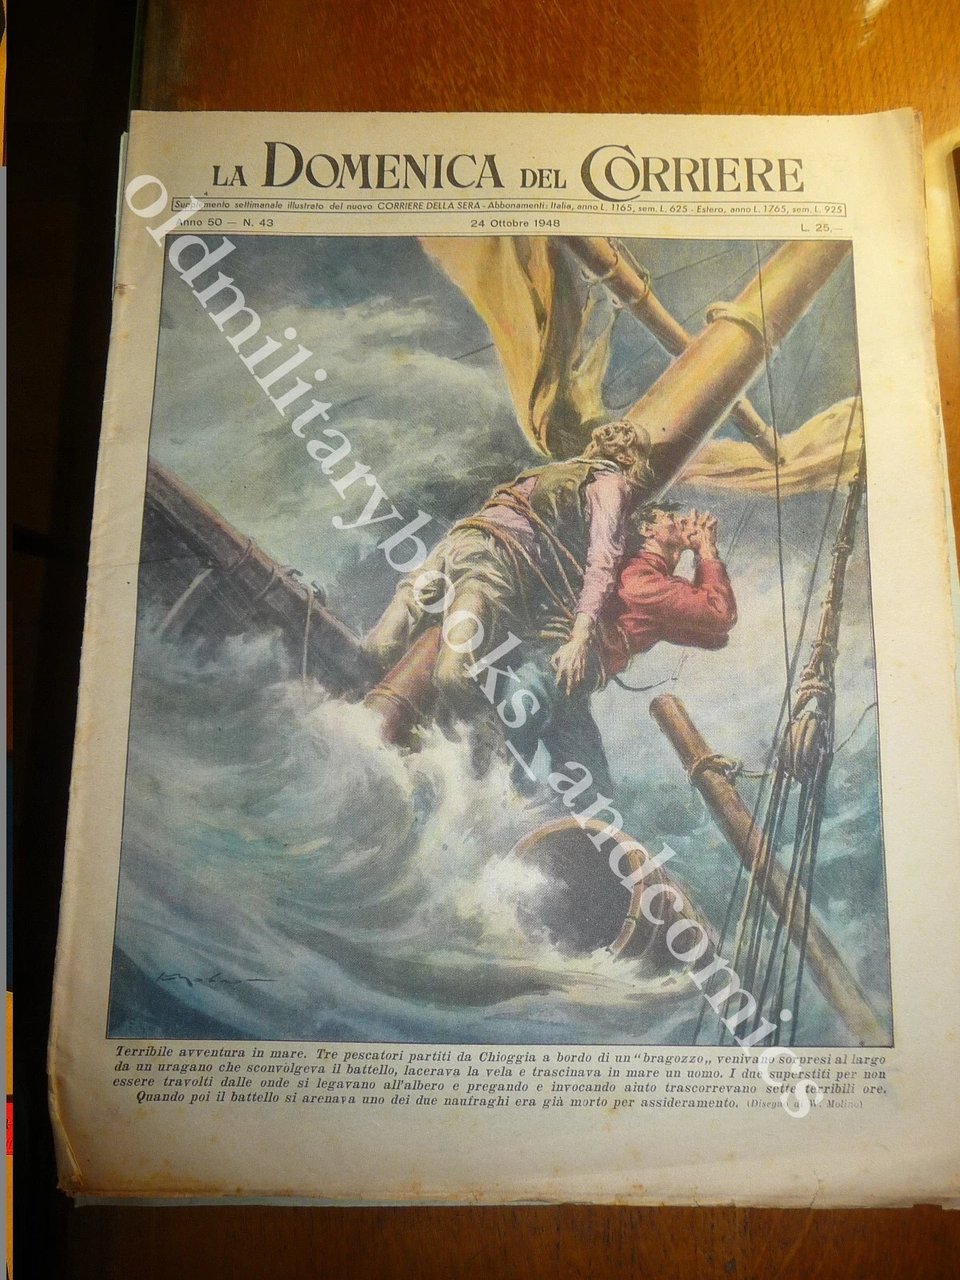 LA DOMENICA DEL CORRIERE
Supplemento settimanale illustrato del nuovo CORRIERE DELLA SERA - Abbonamenti: Italia, anno L. 1165, sem. L. 625 - Estero, anno L. 1765, sem. L. 925
Anno 50 — N. 43 24 Ottobre 1948 L. 25,—
oldmilitarybooks_andcomics
Terribile avventura in mare. Tre pescatori partiti da Chioggia a bordo di un "bragozzo„ venivano sorpresi al largo
da un uragano che sconvolgeva il battello, lacerava la vela e trascinava in mare un uomo. I due superstiti per non
essere travolti dalle onde si legavano all'albero e pregando e invocando aiuto trascorrevano sette terribili ore.
Quando poi il battello si arenava uno dei due naufraghi era già morto per assideramento. (Disegno di W. Molino)